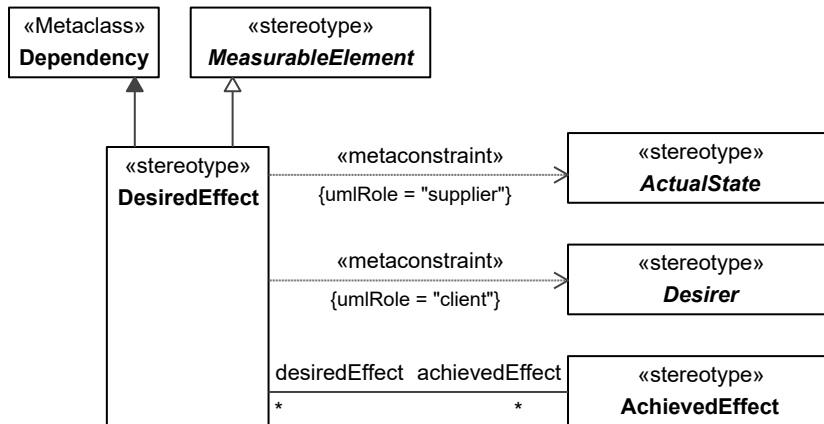 «Metaclass»
Dependency
«stereotype»
MeasurableElement
«stereotype»
DesiredEffect
«metaconstraint»
{umlRole = "supplier"}
«stereotype»
ActualState
«metaconstraint»
{umlRole = "client"}
«stereotype»
Desirer
desiredEffect achievedEffect
* *
«stereotype»
AchievedEffect